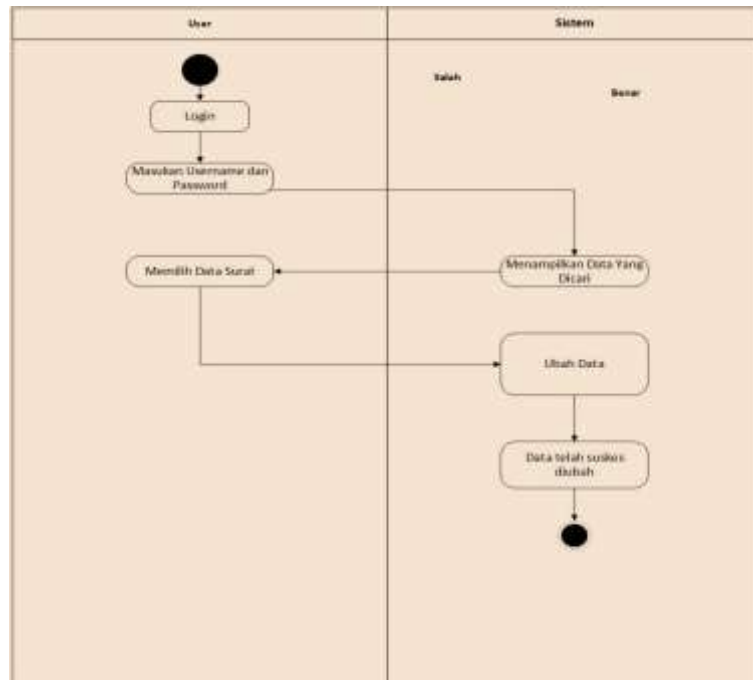 User
Sistem
Salah
Benar
Login
Masukan Username dan
Password
Menampilkan Data Yang
Dicari
Memilih Data Surat
Ubah Data
Data telah suskes
diubah